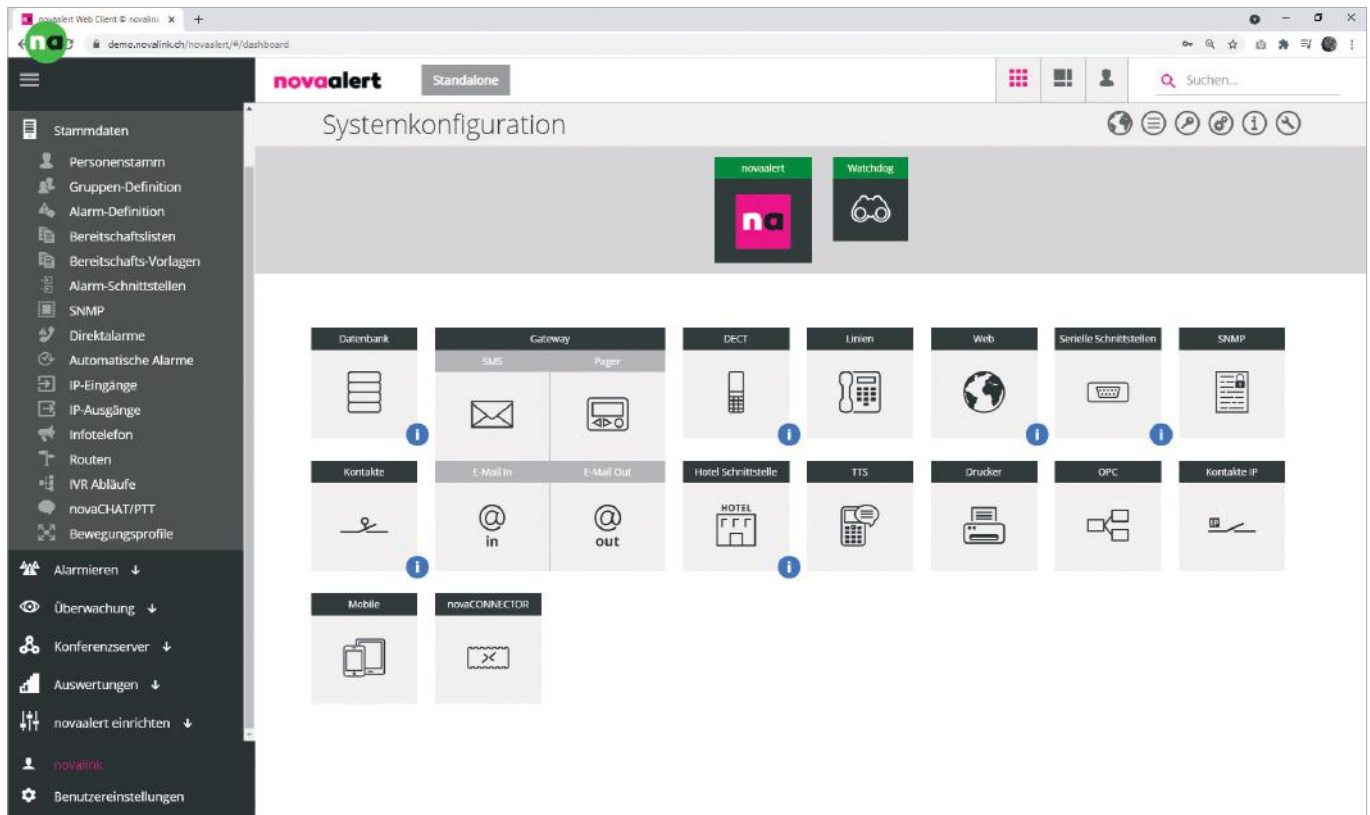 novaalert Web Client © novalink
demo.novalink.ch/novaalert/#/dashboard
na
novaalert
Standalone
Suchen...
Systemkonfiguration
Stammdaten
Personenstamm
Gruppen-Definition
Alarm-Definition
Bereitschaftslisten
Bereitschafts-Vorlagen
Alarm-Schnittstellen
SNMP
Direktalarme
Automatische Alarme
IP-Eingänge
IP-Ausgänge
Infotelefon
Routen
IVR Abläufe
novaCHAT/PTT
Bewegungsprofile
Alarmieren
Überwachung
Konferenzserver
Auswertungen
novaalert einrichten
novalink
Benutzereinstellungen
novaalert
na
Watchdog
Datenbank
Gateway
SMS
Pager
DECT
Linien
Web
Serielle Schnittstellen
SNMP
Kontakte
E-Mail In
in
E-Mail Out
out
Hotel Schnittstelle
HOTEL
TTS
Drucker
OPC
Kontakte IP
IP
Mobile
novaCONNECTOR